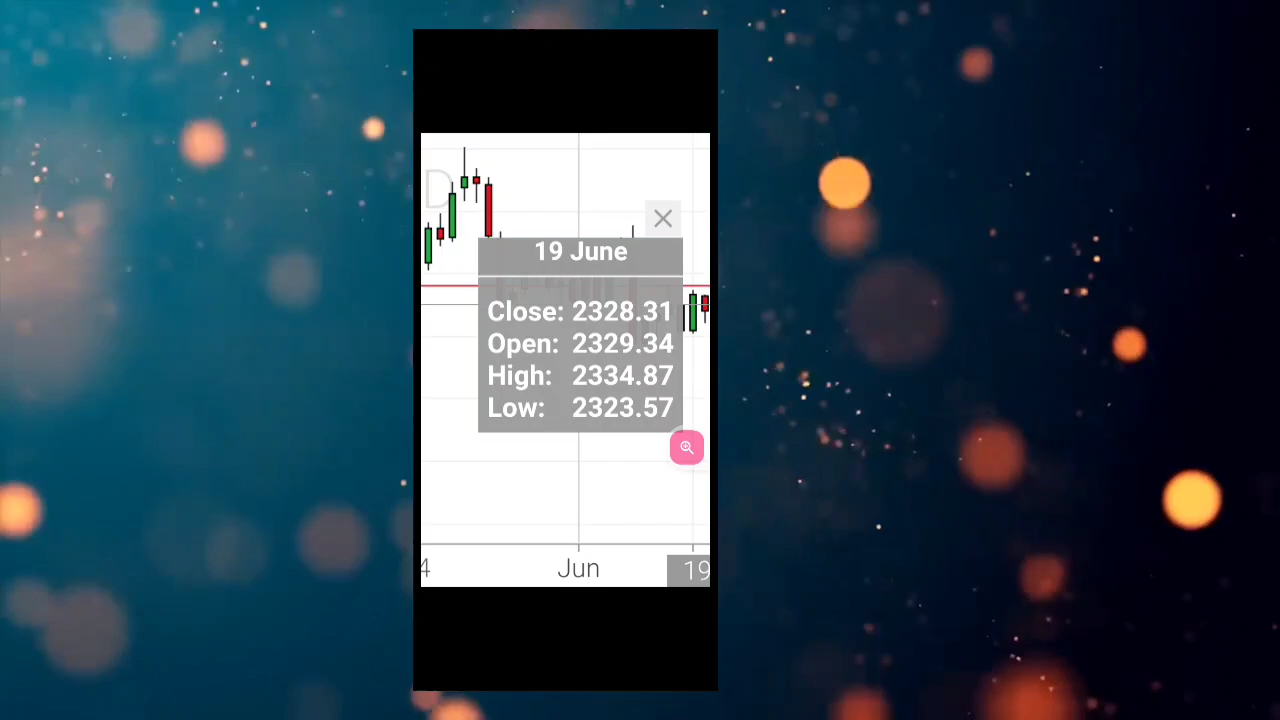 D
19 June
Close: 2328.31
Open: 2329.34
High: 2334.87
Low: 2323.57
4
Jun
19